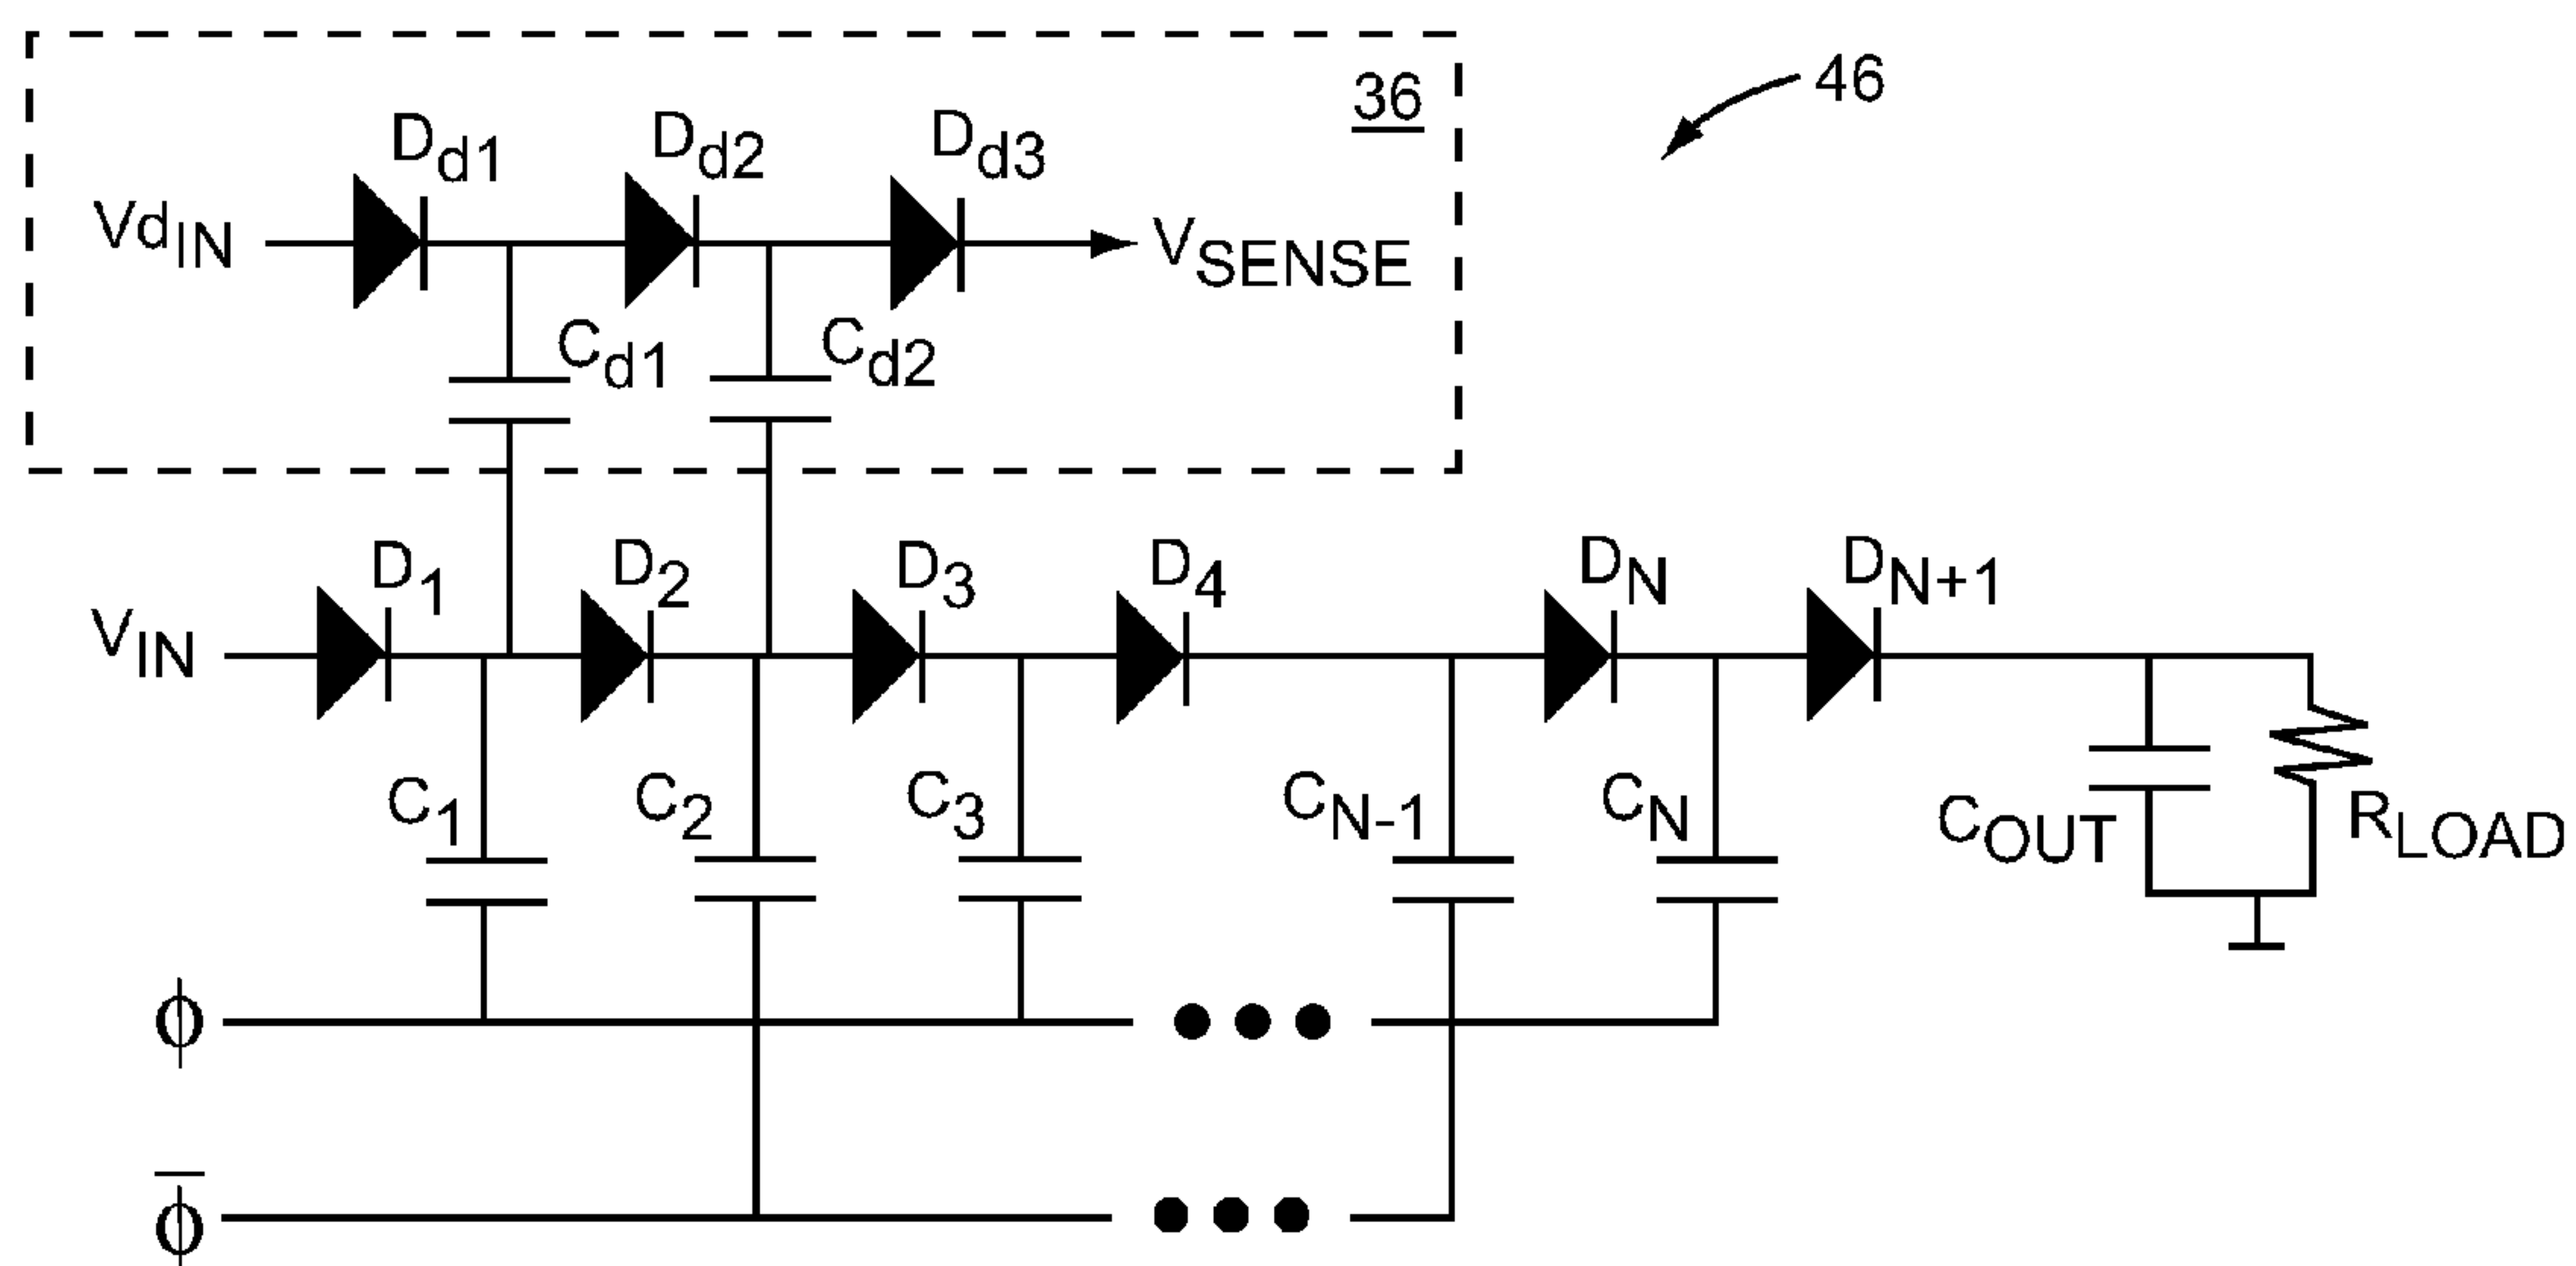 36
46
Dd1
Dd2
Dd3
VdIN
VSENSE
Cd1
Cd2
D1
D2
D3
D4
DN
DN+1
VIN
C1
C2
C3
CN-1
CN
COUT
RLOAD
ϕ
ϕ̅